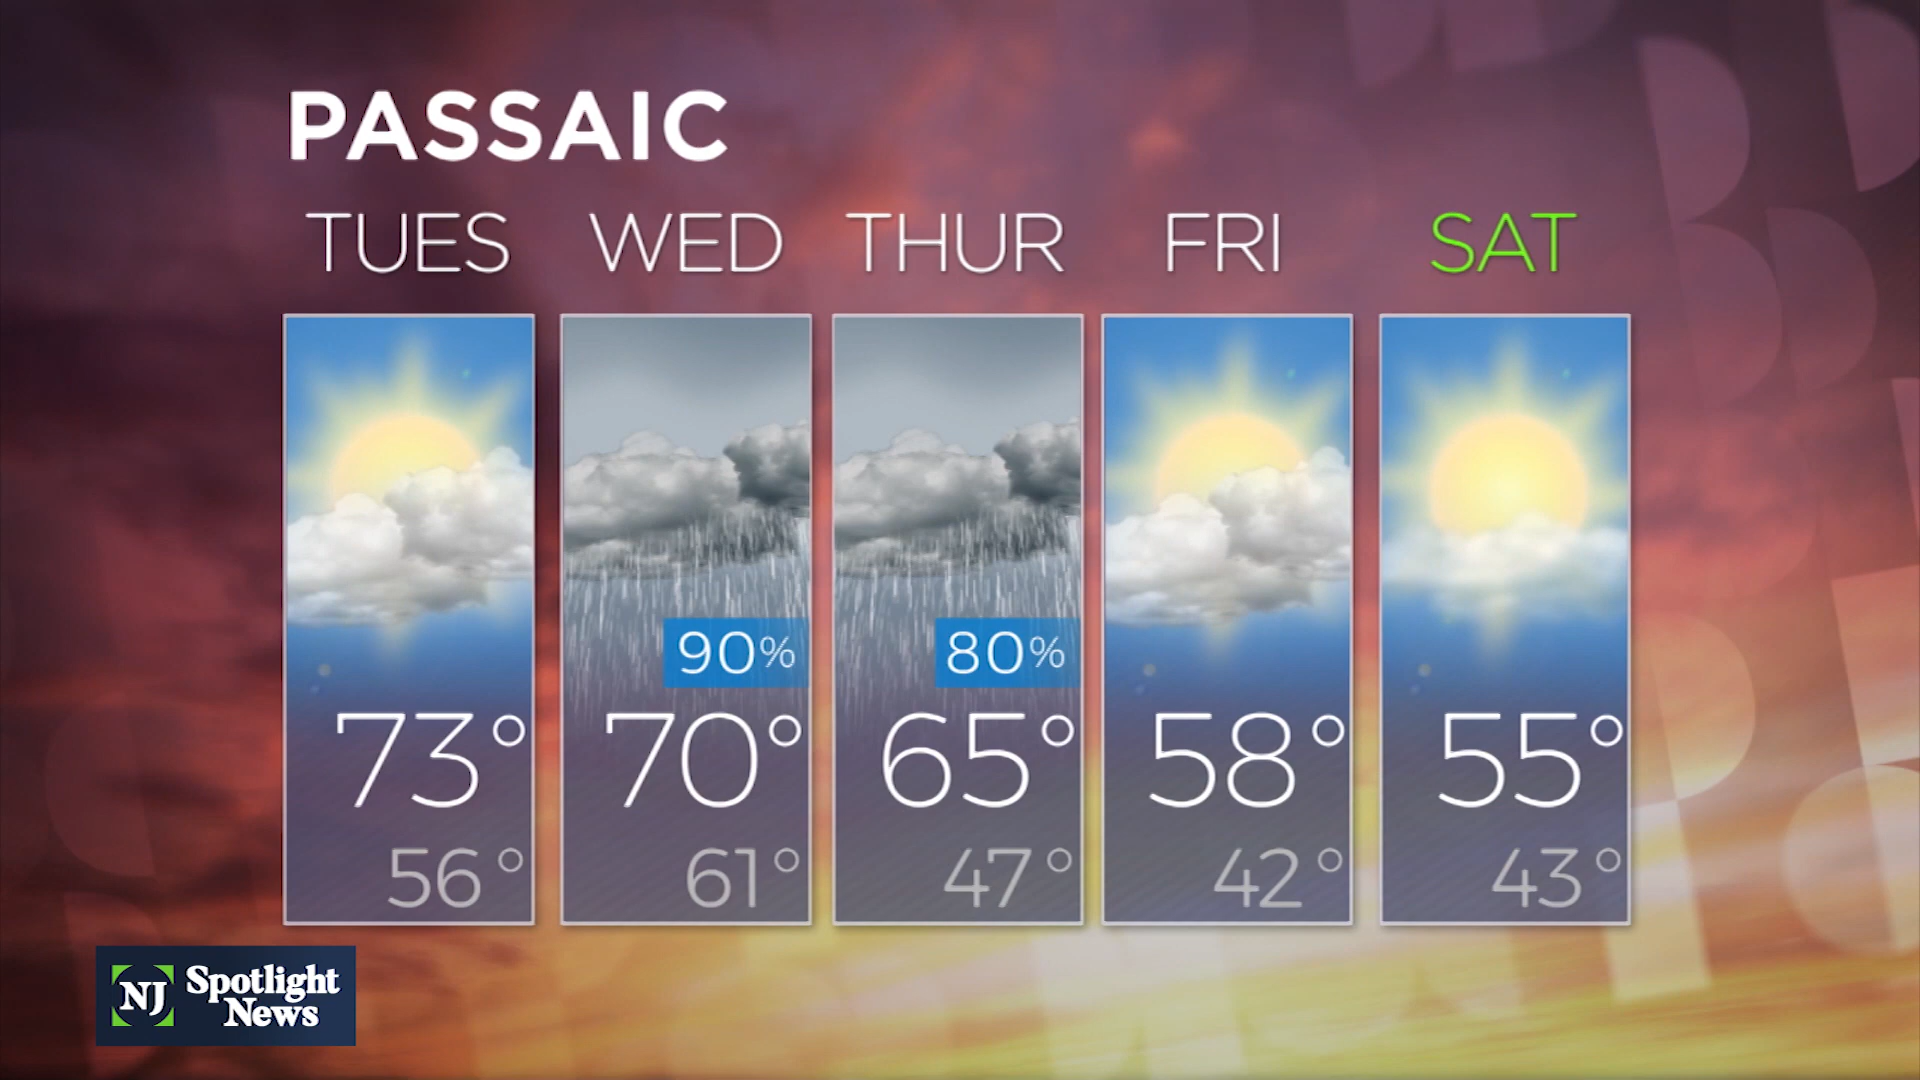 PASSAIC
TUES WED THUR FRI SAT
90% 80%
73° 70° 65° 58° 55°
56° 61° 47° 42° 43°
NJ Spotlight
News